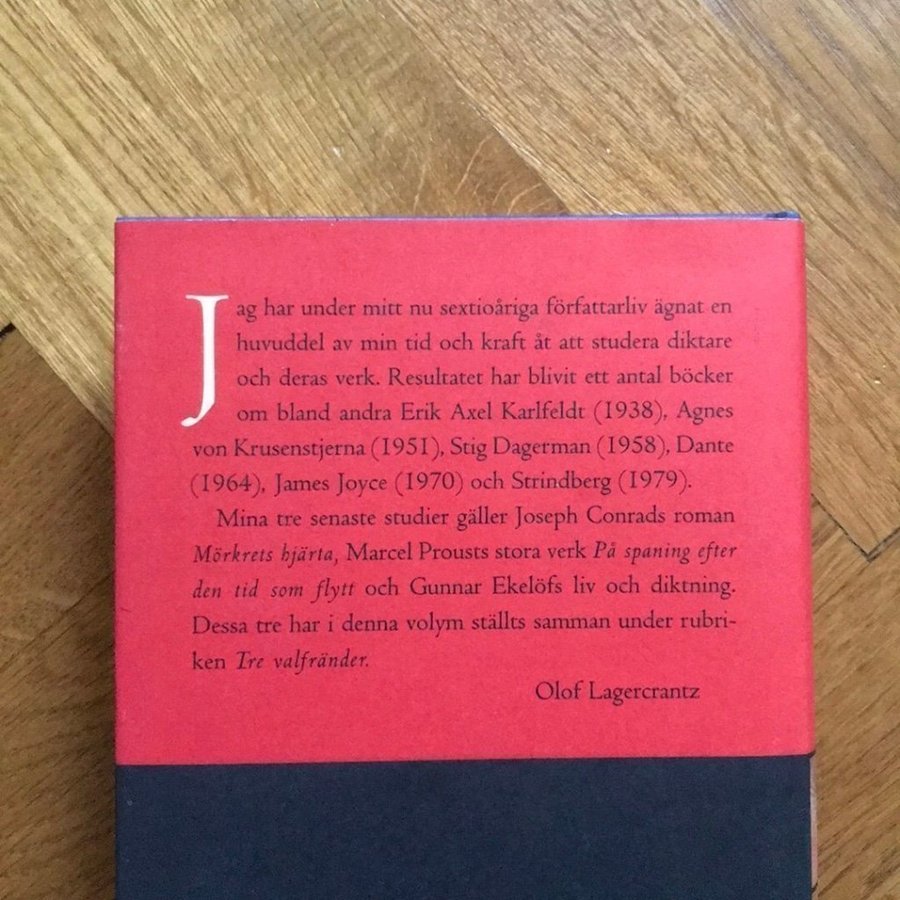 Jag har under mitt nu sextioåriga författarliv ägnat en
huvuddel av min tid och kraft åt att studera diktare
och deras verk. Resultatet har blivit ett antal böcker
om bland andra Erik Axel Karlfeldt (1938), Agnes
von Krusenstjerna (1951), Stig Dagerman (1958), Dante
(1964), James Joyce (1970) och Strindberg (1979).
Mina tre senaste studier gäller Joseph Conrads roman
Mörkrets hjärta, Marcel Prousts stora verk På spaning efter
den tid som flytt och Gunnar Ekelöfs liv och diktning.
Dessa tre har i denna volym ställts samman under rubri-
ken Tre valfränder.
Olof Lagercrantz